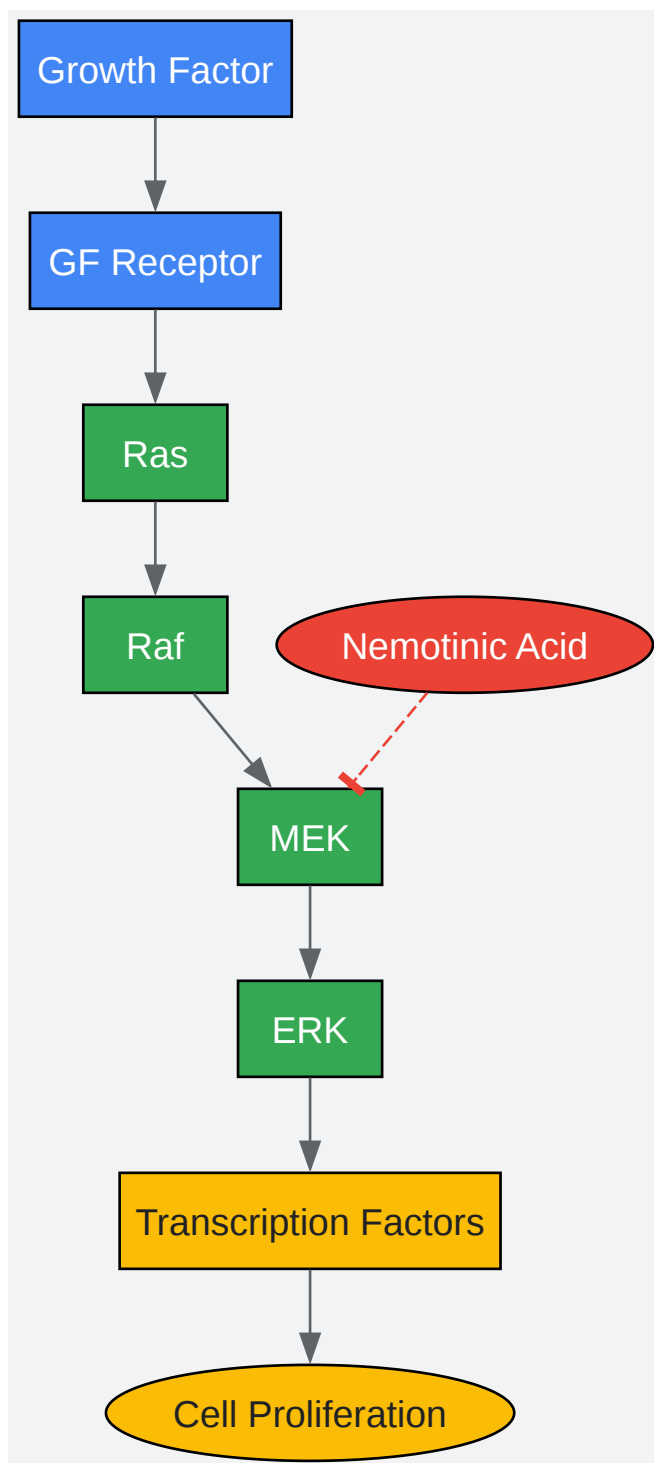 Growth Factor
GF Receptor
Ras
Raf
Nemotinic Acid
MEK
ERK
Transcription Factors
Cell Proliferation